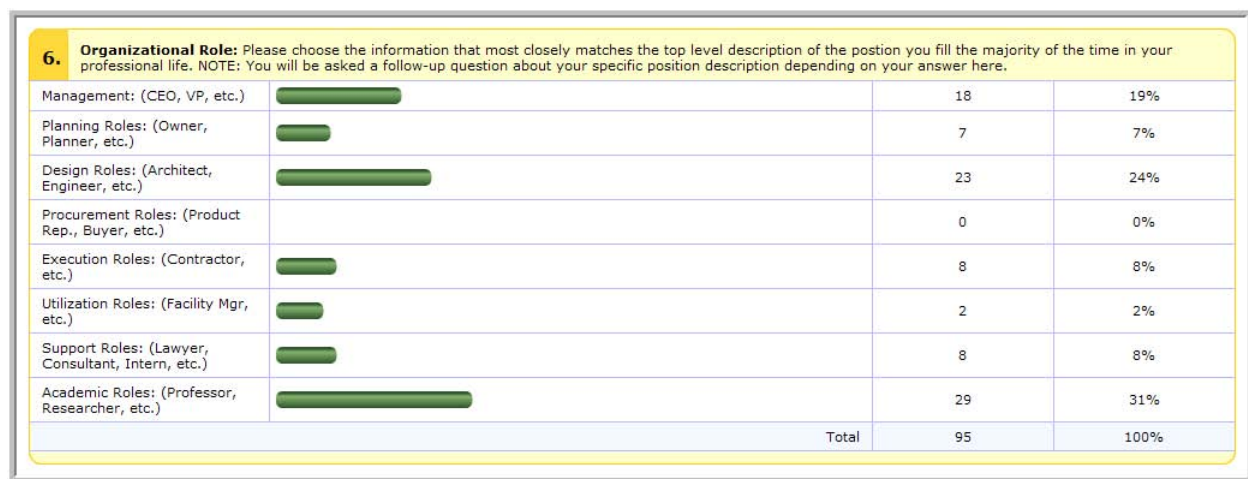 6.
Organizational Role: Please choose the information that most closely matches the top level description of the postion you fill the majority of the time in your
professional life. NOTE: You will be asked a follow-up question about your specific position description depending on your answer here.
Management: (CEO, VP, etc.) 18 19%
Planning Roles: (Owner,
Planner, etc.) 7 7%
Design Roles: (Architect,
Engineer, etc.) 23 24%
Procurement Roles: (Product
Rep., Buyer, etc.) 0 0%
Execution Roles: (Contractor,
etc.) 8 8%
Utilization Roles: (Facility Mgr,
etc.) 2 2%
Support Roles: (Lawyer,
Consultant, Intern, etc.) 8 8%
Academic Roles: (Professor,
Researcher, etc.) 29 31%
Total 95 100%